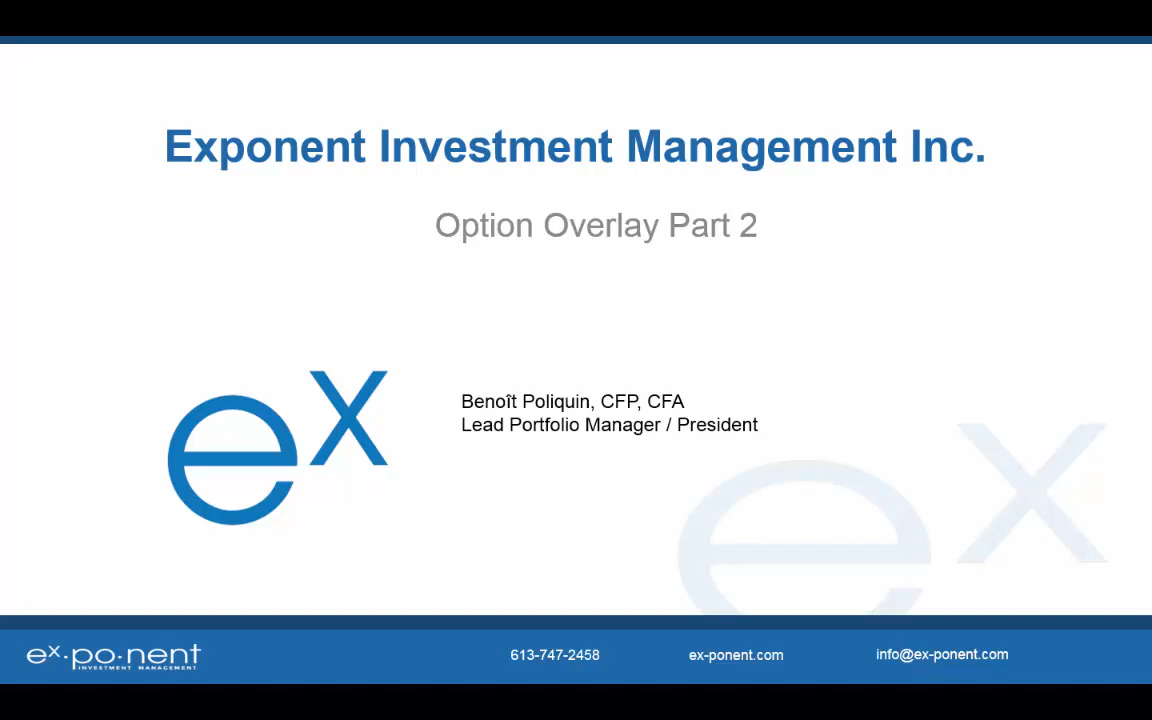 Exponent Investment Management Inc.
Option Overlay Part 2
ex
Benoît Poliquin, CFP, CFA
Lead Portfolio Manager / President
ex
ex·po·nent
INVESTMENT MANAGEMENT
613-747-2458
ex-ponent.com
info@ex-ponent.com